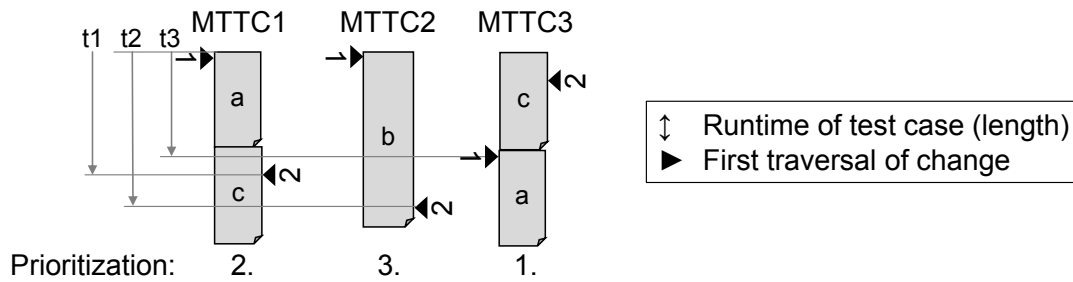 MTTC1 MTTC2 MTTC3
t1 t2 t3
1 1
2
a b c
1
2 2
c a
Prioritization: 2. 3. 1.
↕ Runtime of test case (length)
► First traversal of change